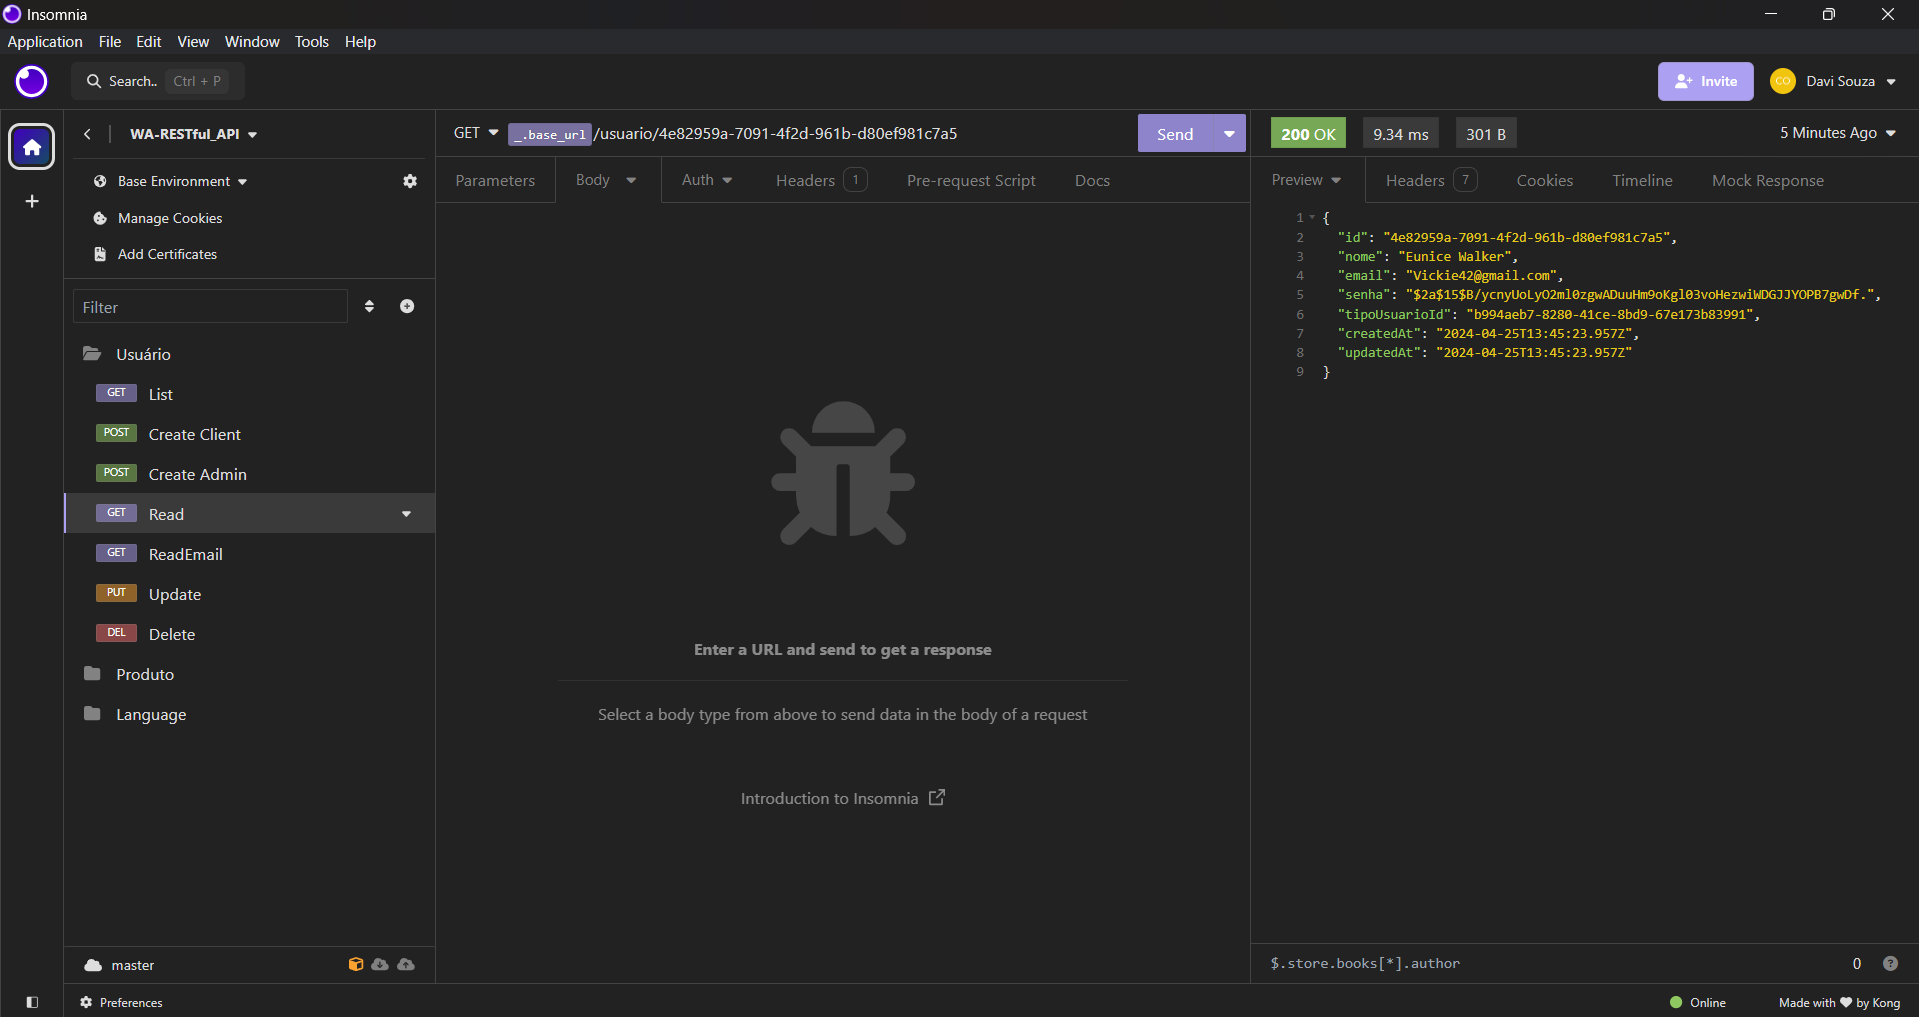 Insomnia
Application File Edit View Window Tools Help
Search.. Ctrl + P
Invite
CO Davi Souza
WA-RESTful_API
Base Environment
Manage Cookies
Add Certificates
Filter
Usuário
GET List
POST Create Client
POST Create Admin
GET Read
GET ReadEmail
PUT Update
DEL Delete
Produto
Language
master
Preferences
GET _.base_url /usuario/4e82959a-7091-4f2d-961b-d80ef981c7a5 Send
Parameters Body Auth Headers 1 Pre-request Script Docs
Enter a URL and send to get a response
Select a body type from above to send data in the body of a request
Introduction to Insomnia
200 OK 9.34 ms 301 B 5 Minutes Ago
Preview Headers 7 Cookies Timeline Mock Response
1 {
2 "id": "4e82959a-7091-4f2d-961b-d80ef981c7a5",
3 "nome": "Eunice Walker",
4 "email": "Vickie42@gmail.com",
5 "senha": "$2a$15$B/ycnyUoLyO2ml0zgwADuuHm9oKgl03voHezwiWDGJJYOPB7gwDf.",
6 "tipoUsuarioId": "b994aeb7-8280-41ce-8bd9-67e173b83991",
7 "createdAt": "2024-04-25T13:45:23.957Z",
8 "updatedAt": "2024-04-25T13:45:23.957Z"
9 }
$.store.books[*].author 0 ?
Online Made with ❤ by Kong